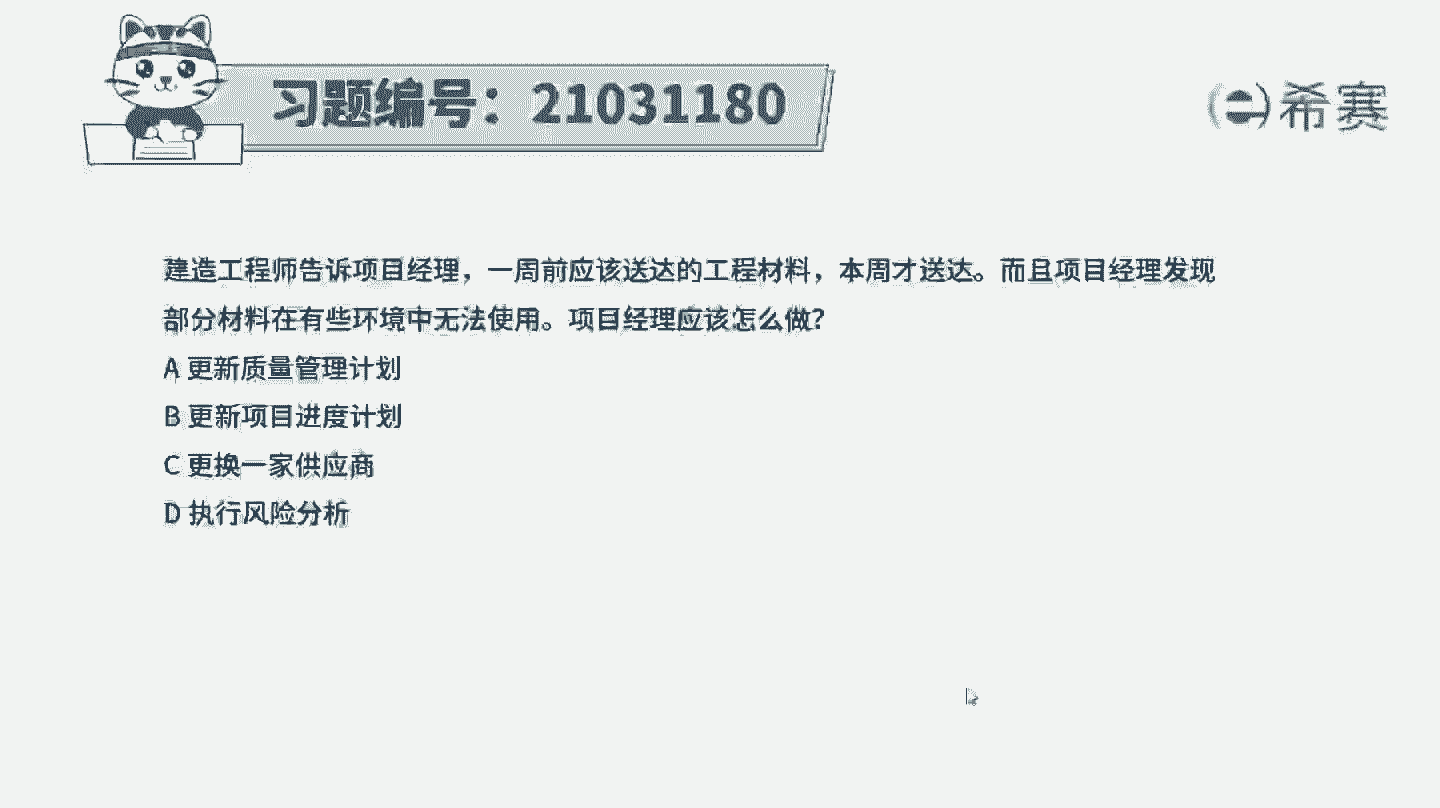 习题编号：21031180
希赛
建造工程师告诉项目经理，一周前应该送达的工程材料，本周才送达。而且项目经理发现
部分材料在有些环境中无法使用。项目经理应该怎么做？
A 更新质量管理计划
B 更新项目进度计划
C 更换一家供应商
D 执行风险分析